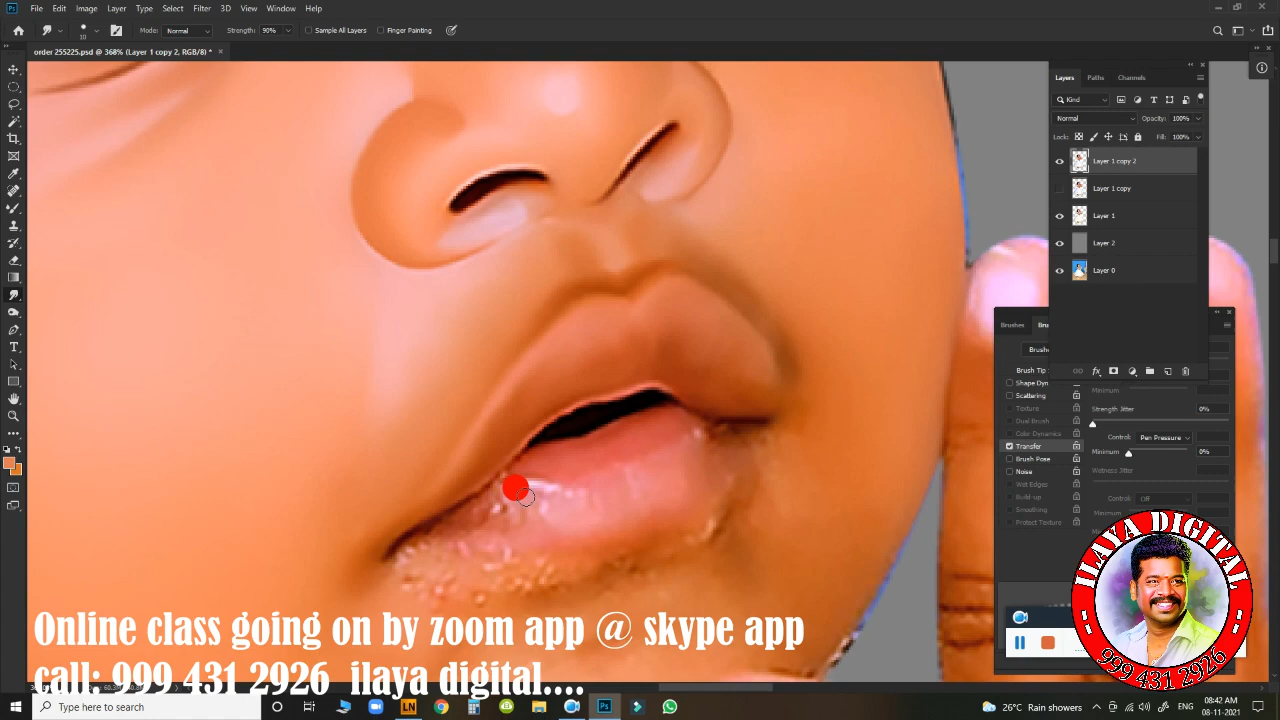 File Edit Image Layer Type Select Filter 3D View Window Help
10 Mode: Normal Strength: 90% Sample All Layers Finger Painting
order 255225.psd @ 368% (Layer 1 copy 2, RGB/8) *
Layers Paths Channels
Kind
Normal Opacity: 100%
Lock: Fill: 100%
Layer 1 copy 2
Layer 1 copy
Layer 1
Layer 2
Layer 0
Brushes
Brush Tip
Shape Dyn
Scattering
Texture
Dual Brush
Color Dynamics
Transfer
Brush Pose
Noise
Wet Edges
Build-up
Smoothing
Protect Texture
Minimum
Strength Jitter 0%
Control: Pen Pressure
Minimum 0%
Wetness Jitter
Control: Off
Minimum
ILAYA DIGITAL
999 431 2926
Online class going on by zoom app @ skype app
call: 999 431 2926 ilaya digital....
Type here to search
LN
Ps
26°C Rain showers
ENG
08:42 AM
08-11-2021